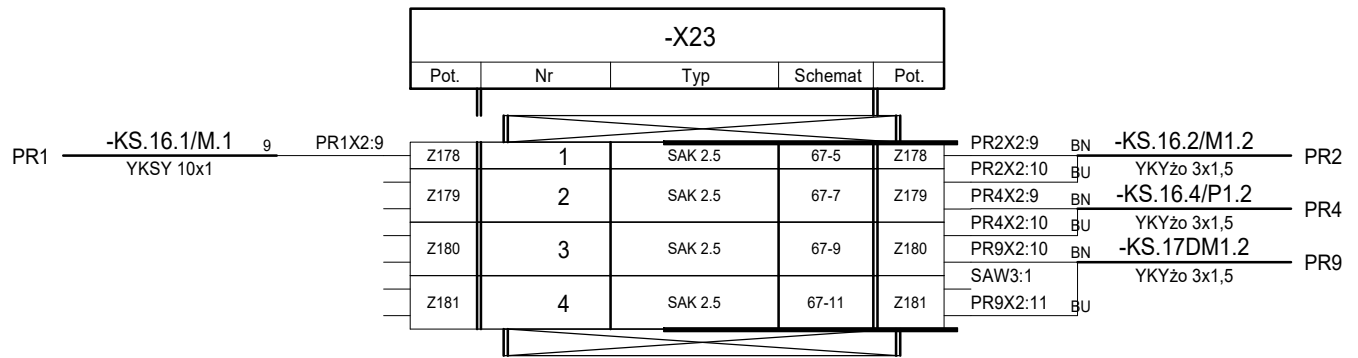 -X23
Pot. Nr Typ Schemat Pot.
PR1 -KS.16.1/M.1 9 PR1X2:9
YKSY 10x1
Z178 1 SAK 2.5 67-5 Z178
Z179 2 SAK 2.5 67-7 Z179
Z180 3 SAK 2.5 67-9 Z180
Z181 4 SAK 2.5 67-11 Z181
PR2X2:9 BN -KS.16.2/M1.2 PR2
PR2X2:10 BU YKYżo 3x1,5
PR4X2:9 BN -KS.16.4/P1.2 PR4
PR4X2:10 BU YKYżo 3x1,5
PR9X2:10 BN -KS.17DM1.2 PR9
SAW3:1 YKYżo 3x1,5
PR9X2:11 BU